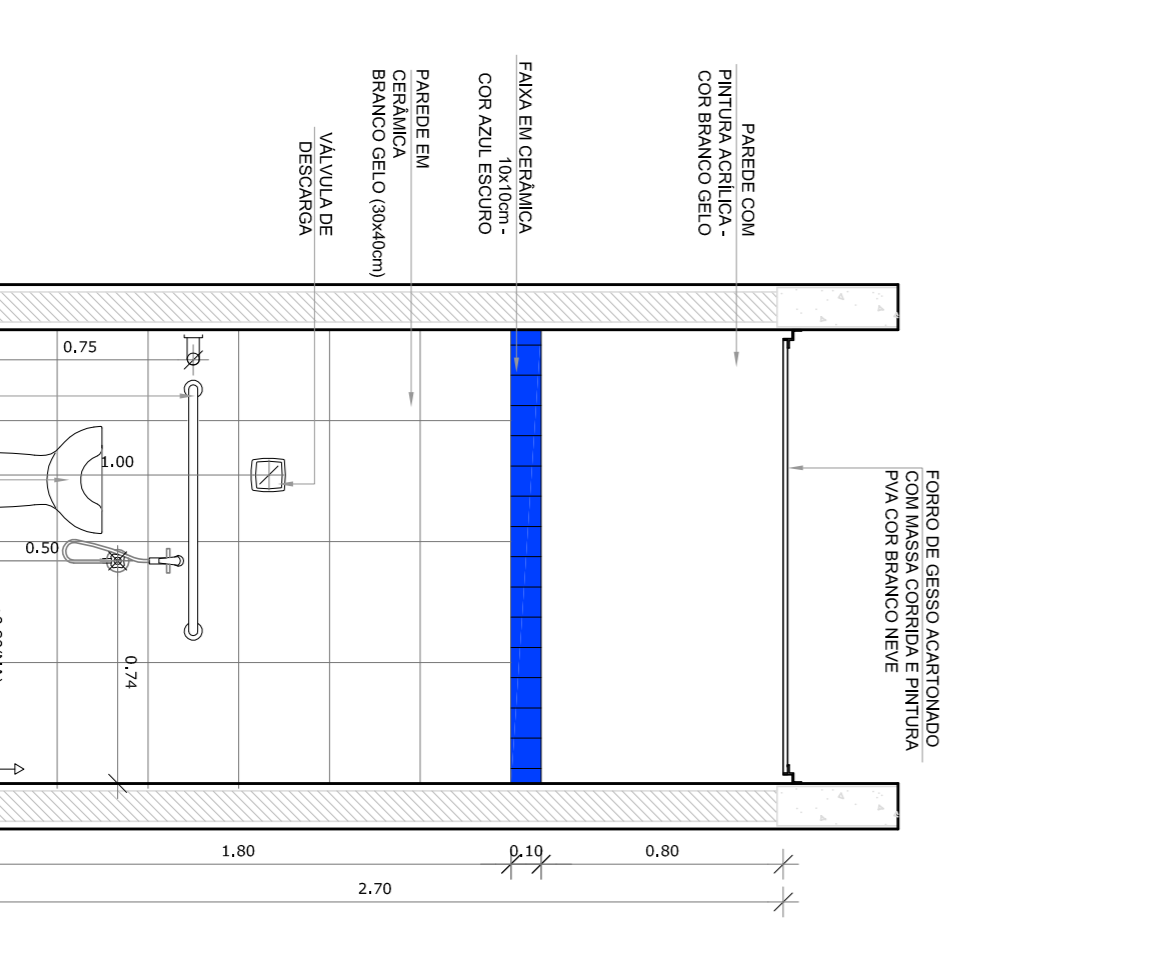 PAREDE COM
PINTURA ACRÍLICA -
COR BRANCO GELO
FAIXA EM CERÂMICA
10x10cm -
COR AZUL ESCURO
PAREDE EM
CERÂMICA
BRANCO GELO (30x40cm)
VÁLVULA DE
DESCARGA
FORRO DE GESSO ACARTONADO
COM MASSA CORRIDA E PINTURA
PVA COR BRANCO NEVE
0.75
1.00
0.50
0.74
1.80
0.10
0.80
2.70